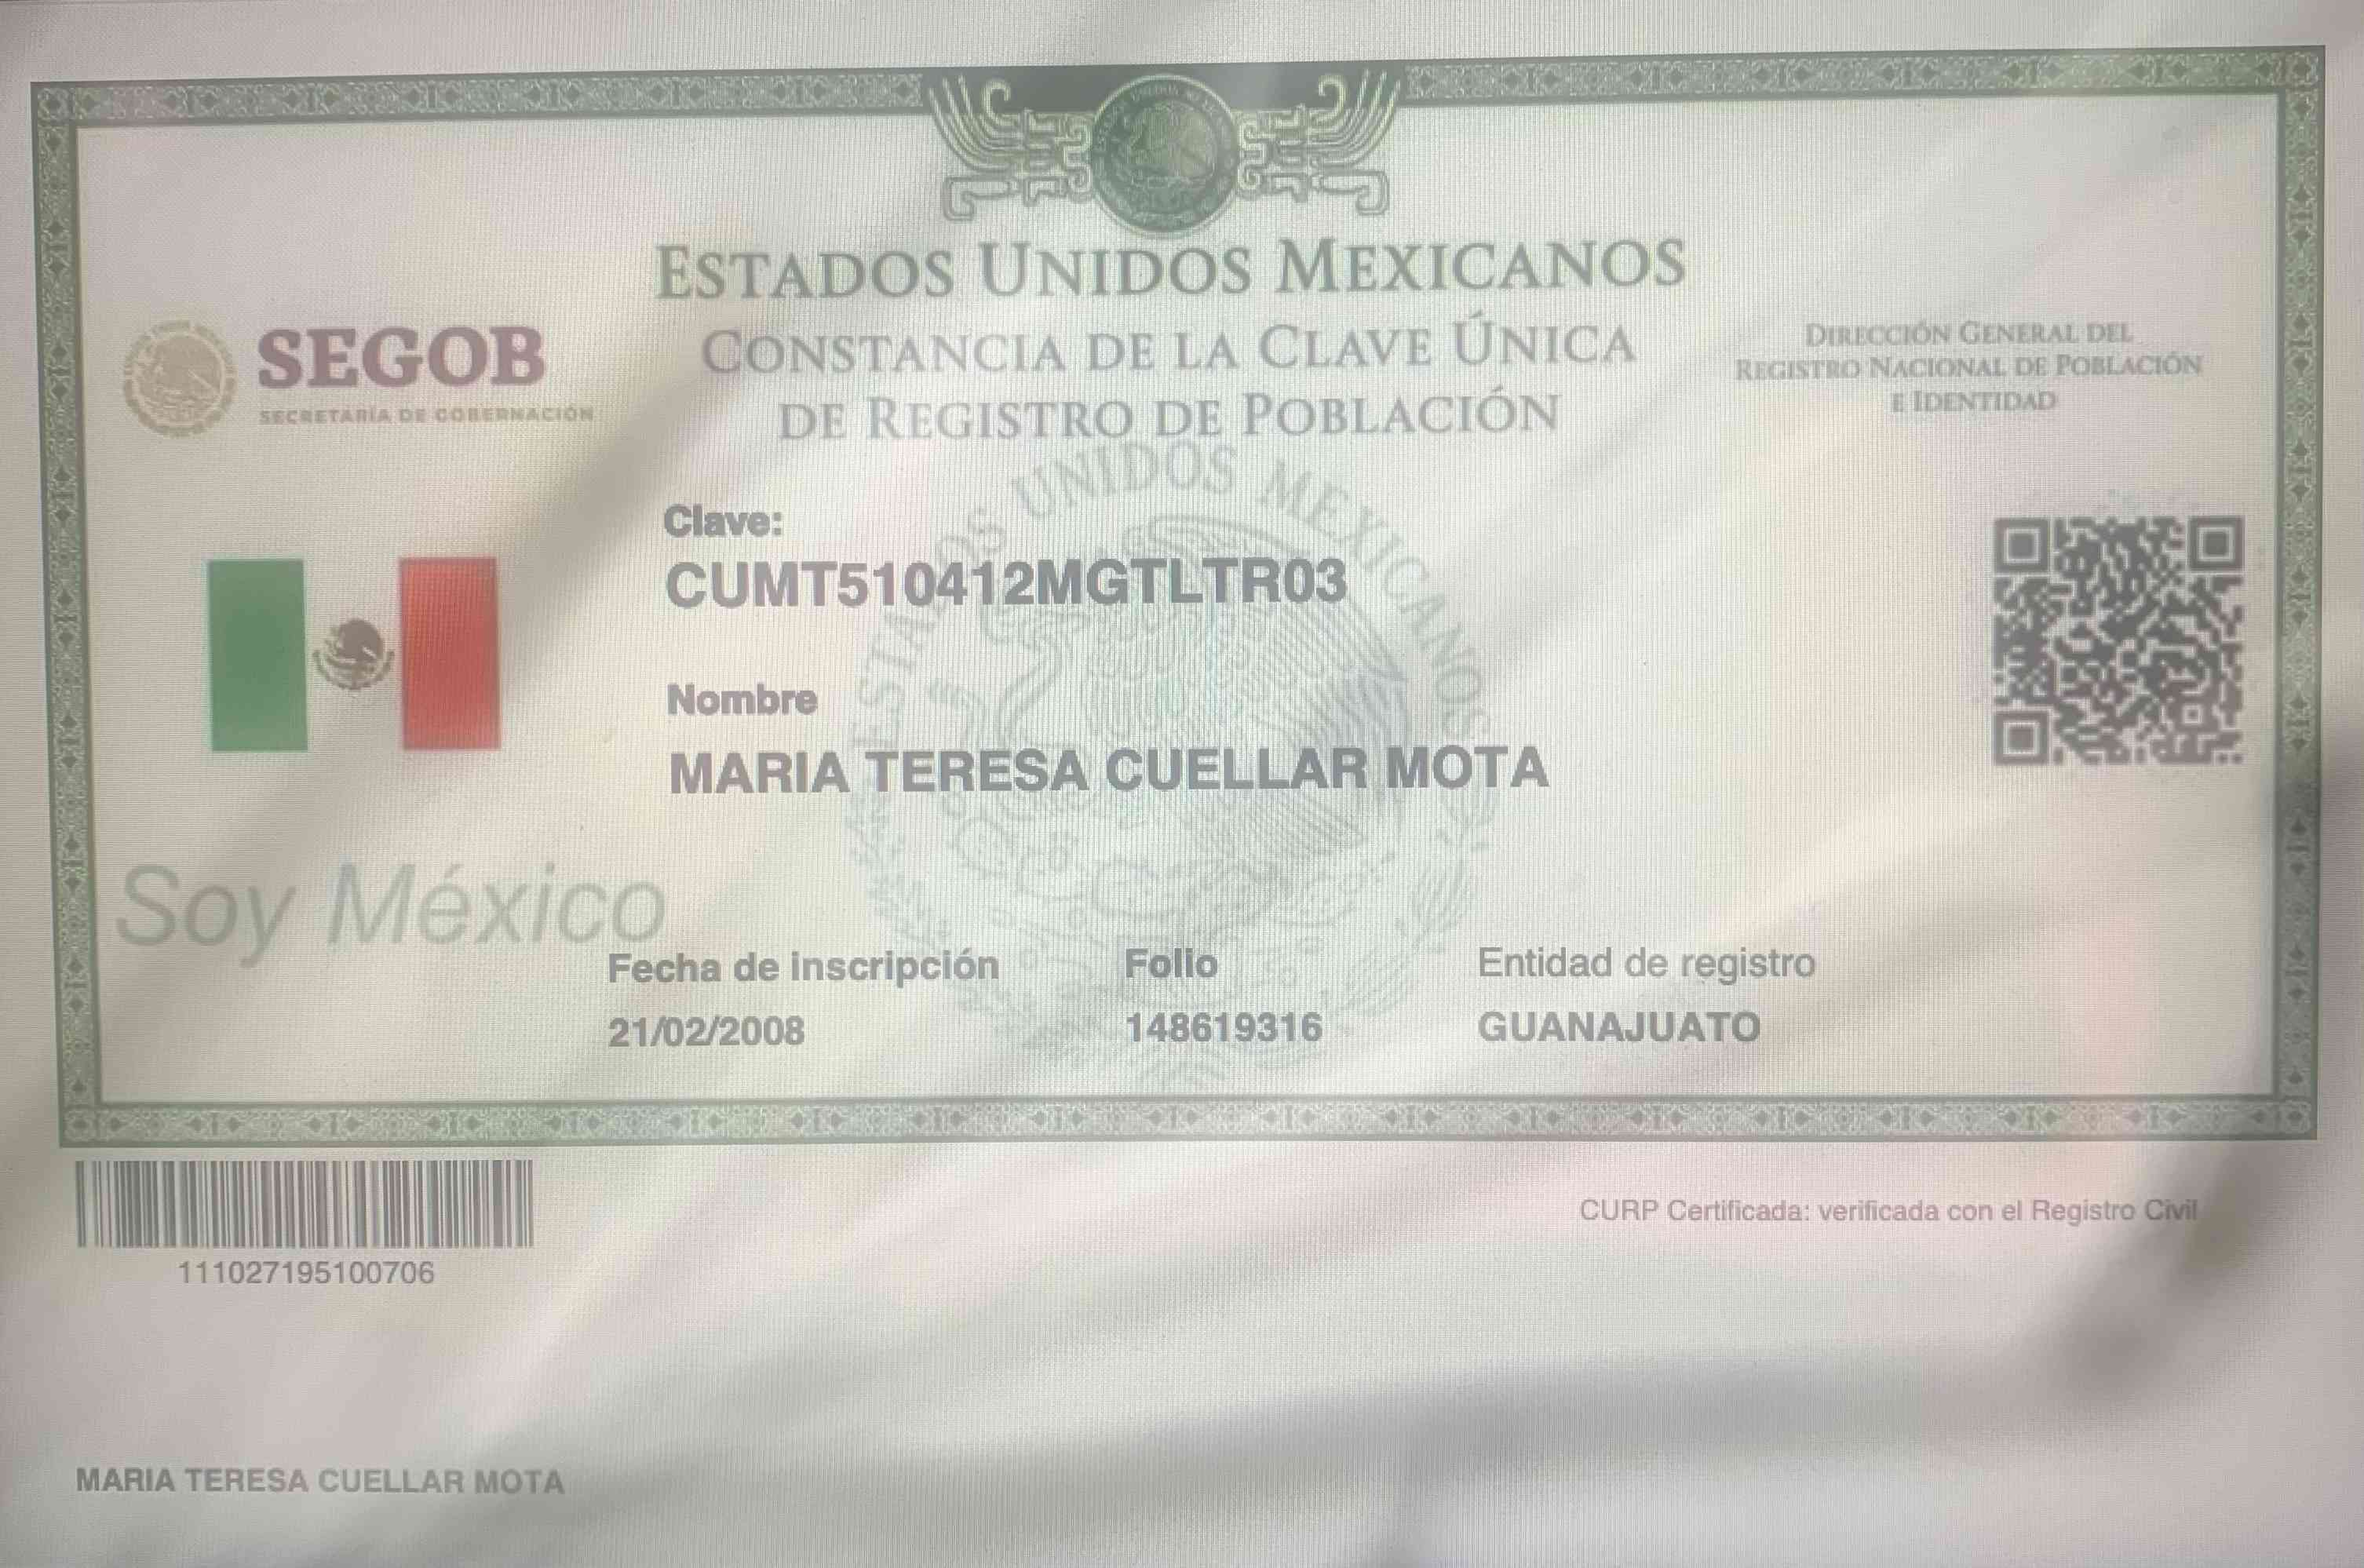 ESTADOS UNIDOS MEXICANOS
CONSTANCIA DE LA CLAVE ÚNICA
DE REGISTRO DE POBLACIÓN
SEGOB
SECRETARÍA DE GOBERNACIÓN
DIRECCIÓN GENERAL DEL
REGISTRO NACIONAL DE POBLACIÓN
E IDENTIDAD
ESTADOS UNIDOS MEXICANOS
Clave:
CUMT510412MGTLTR03
Nombre
MARIA TERESA CUELLAR MOTA
Soy México
Fecha de inscripción
21/02/2008
Folio
148619316
Entidad de registro
GUANAJUATO
111027195100706
CURP Certificada: verificada con el Registro Civil
MARIA TERESA CUELLAR MOTA